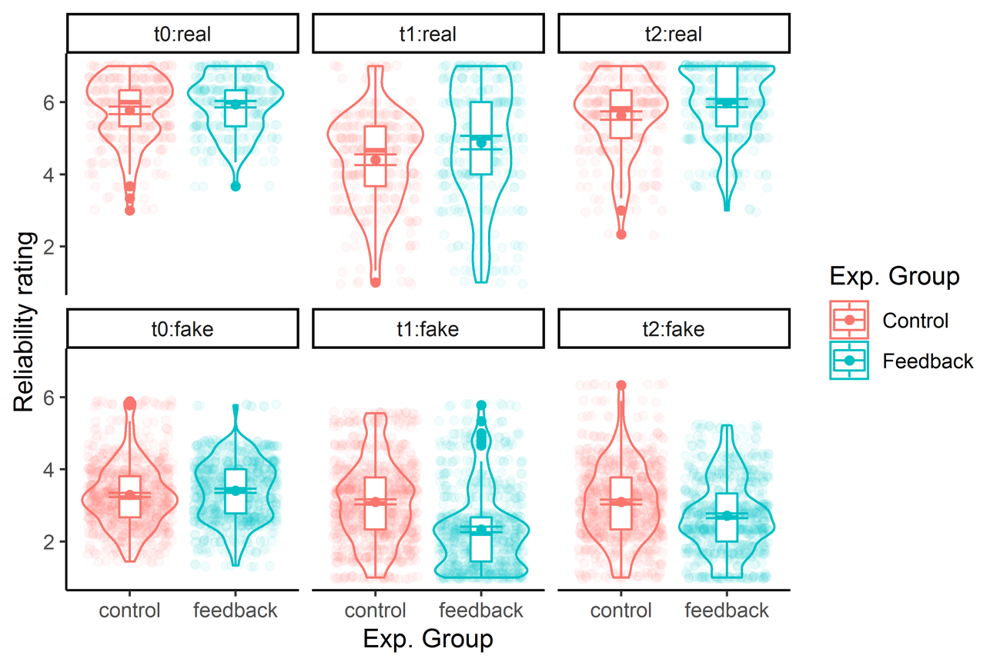 t0:real t1:real t2:real
6
4
2
Reliability rating
t0:fake t1:fake t2:fake
6
4
2
control feedback control feedback control feedback
Exp. Group
Exp. Group
Control
Feedback